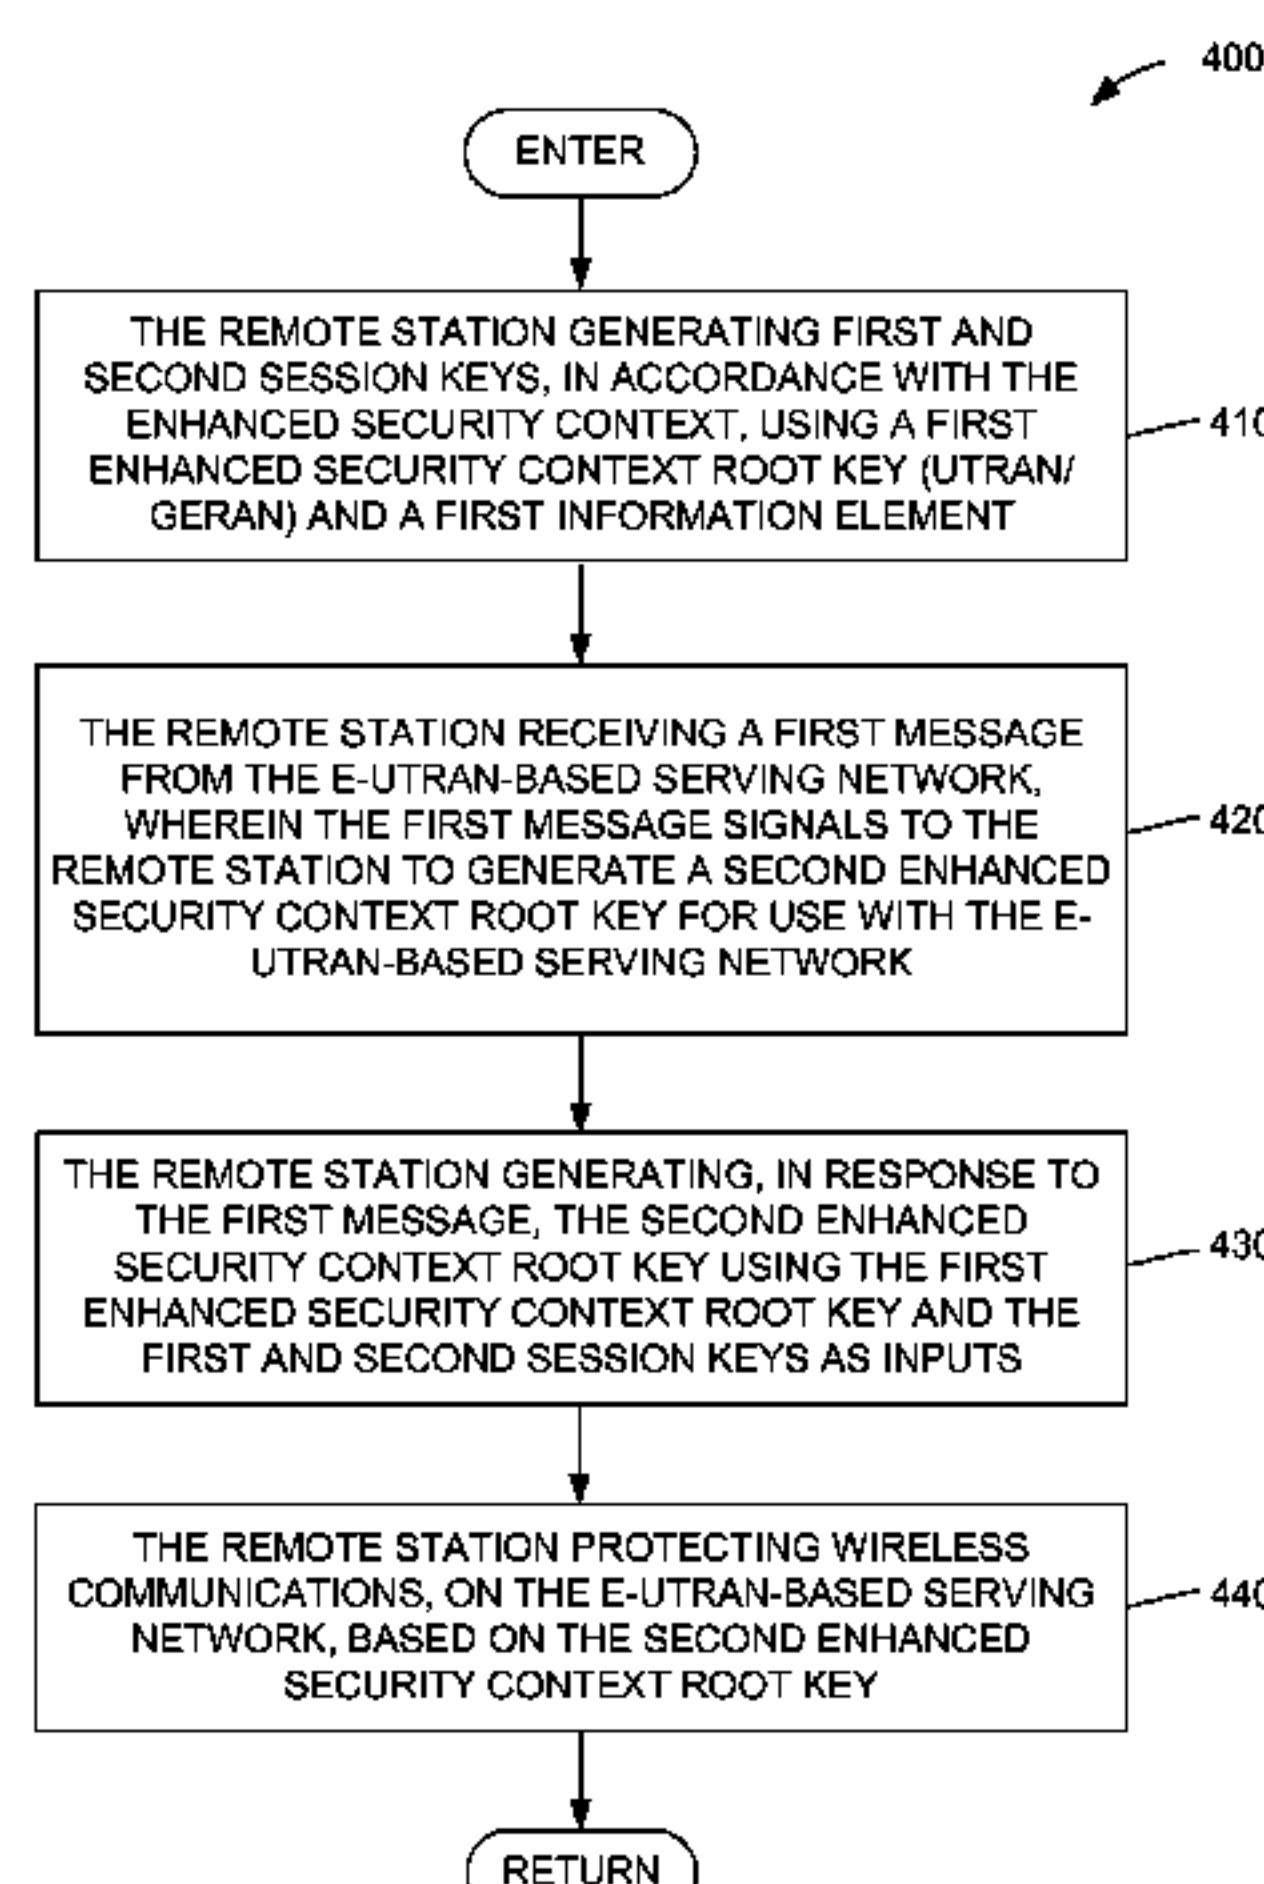 400
ENTER
THE REMOTE STATION GENERATING FIRST AND
SECOND SESSION KEYS, IN ACCORDANCE WITH THE
ENHANCED SECURITY CONTEXT, USING A FIRST
ENHANCED SECURITY CONTEXT ROOT KEY (UTRAN/
GERAN) AND A FIRST INFORMATION ELEMENT
410
THE REMOTE STATION RECEIVING A FIRST MESSAGE
FROM THE E-UTRAN-BASED SERVING NETWORK,
WHEREIN THE FIRST MESSAGE SIGNALS TO THE
REMOTE STATION TO GENERATE A SECOND ENHANCED
SECURITY CONTEXT ROOT KEY FOR USE WITH THE E-
UTRAN-BASED SERVING NETWORK
420
THE REMOTE STATION GENERATING, IN RESPONSE TO
THE FIRST MESSAGE, THE SECOND ENHANCED
SECURITY CONTEXT ROOT KEY USING THE FIRST
ENHANCED SECURITY CONTEXT ROOT KEY AND THE
FIRST AND SECOND SESSION KEYS AS INPUTS
430
THE REMOTE STATION PROTECTING WIRELESS
COMMUNICATIONS, ON THE E-UTRAN-BASED SERVING
NETWORK, BASED ON THE SECOND ENHANCED
SECURITY CONTEXT ROOT KEY
440
RETURN